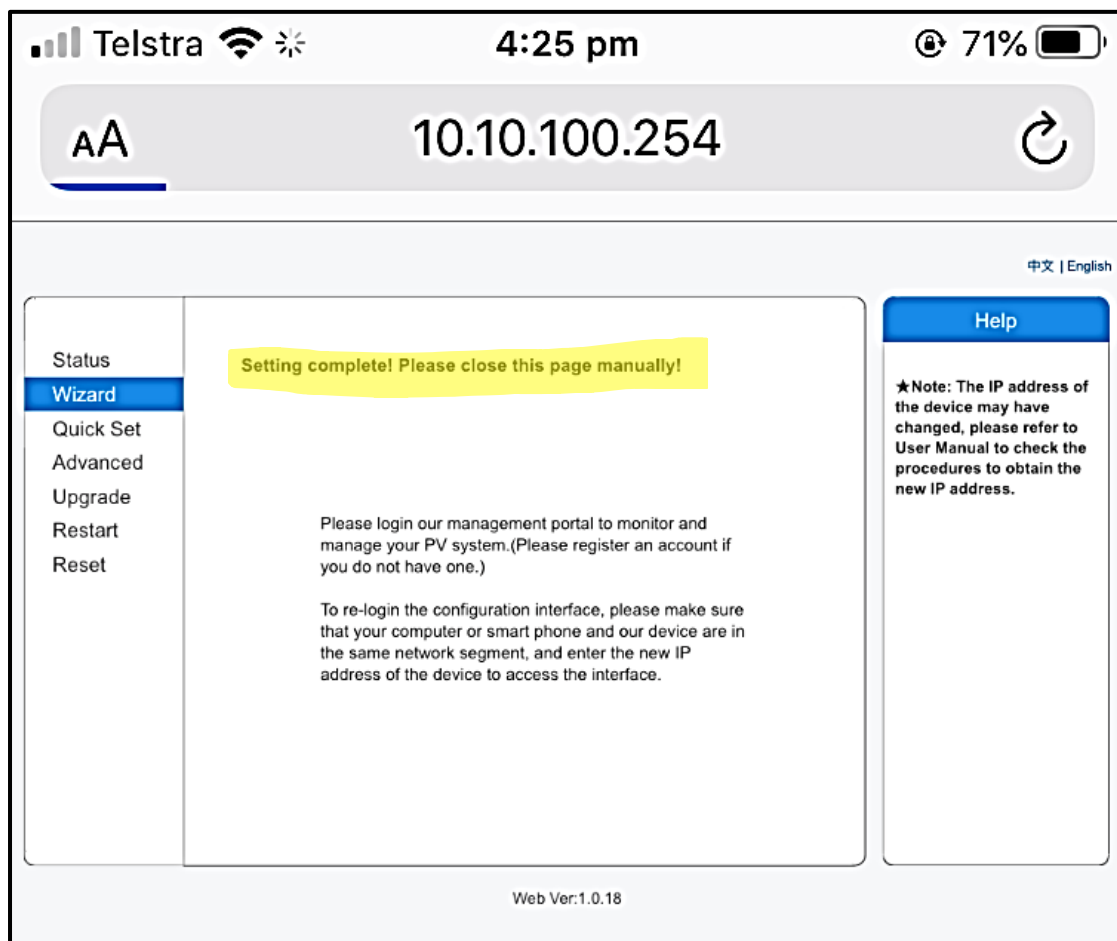 Telstra 4:25 pm 71%
AA 10.10.100.254
中文 | English
Status
Wizard
Quick Set
Advanced
Upgrade
Restart
Reset
Setting complete! Please close this page manually!
Please login our management portal to monitor and
manage your PV system.(Please register an account if
you do not have one.)
To re-login the configuration interface, please make sure
that your computer or smart phone and our device are in
the same network segment, and enter the new IP
address of the device to access the interface.
Help
★Note: The IP address of
the device may have
changed, please refer to
User Manual to check the
procedures to obtain the
new IP address.
Web Ver:1.0.18